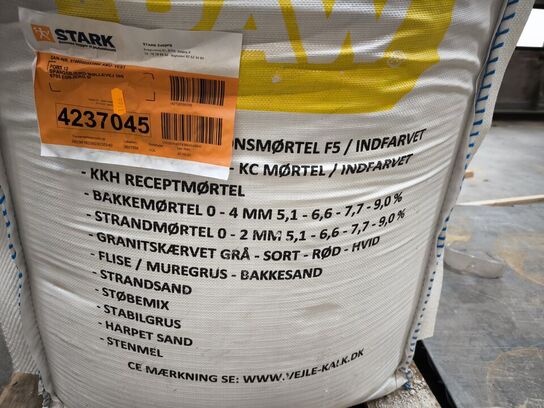 STARK
RAW
4237045
ONSMØRTEL F5 / INDFARVET
- KC MØRTEL / INDFARVET
- KKH RECEPTMØRTEL
- BAKKEMØRTEL 0 - 4 MM 5,1 - 6,6 - 7,7 - 9,0 %
- STRANDMØRTEL 0 - 2 MM 5,1 - 6,6 - 7,7 - 9,0 %
- GRANITSKÆRVET GRÅ - SORT - RØD - HVID
- FLISE / MUREGRUS - BAKKESAND
- STRANDSAND
- STØBEMIX
- STABILGRUS
- HARPET SAND
- STENMEL
CE MÆRKNING SE: WWW.VEJLE-KALK.DK